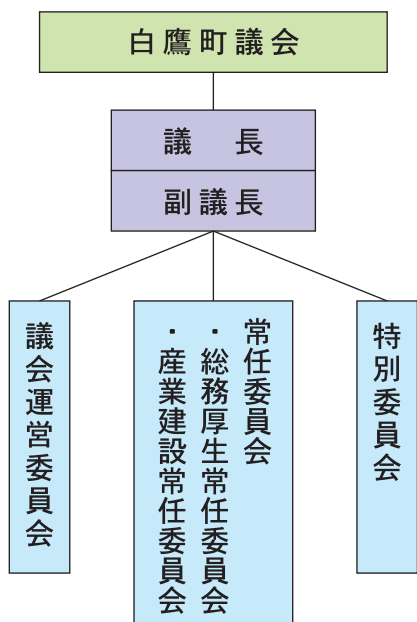 白鷹町議会
議　長
副議長
議会運営委員会
常任委員会
・総務厚生常任委員会
・産業建設常任委員会
特別委員会